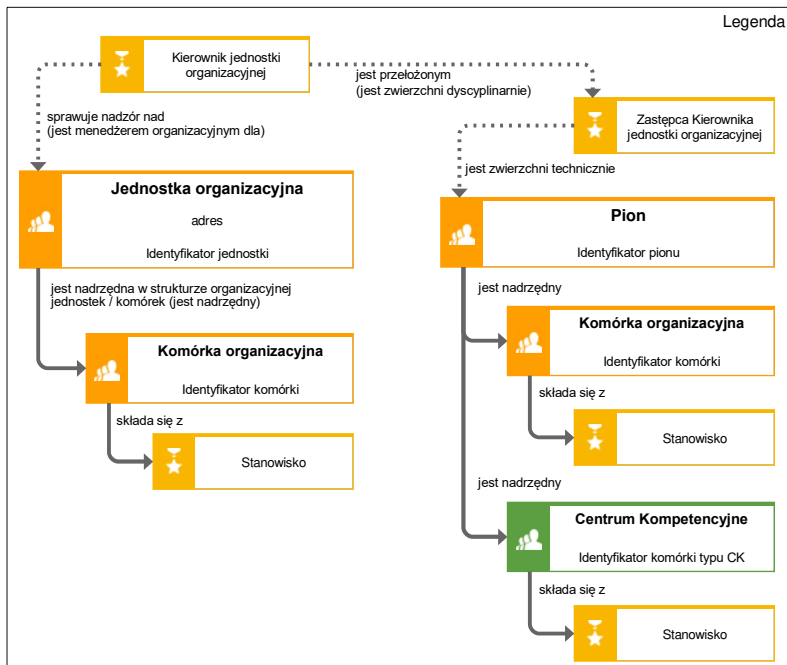 Legenda
Kierownik jednostki
organizacyjnej
jest przełożonym
(jest zwierzchni dyscyplinarnie)
sprawuje nadzór nad
(jest menedżerem organizacyjnym dla)
Zastępca Kierownika
jednostki organizacyjnej
jest zwierzchni technicznie
Jednostka organizacyjna
adres
Identyfikator jednostki
Pion
Identyfikator pionu
jest nadrzędna w strukturze organizacyjnej
jednostek / komórek (jest nadrzędny)
jest nadrzędny
Komórka organizacyjna
Identyfikator komórki
Komórka organizacyjna
Identyfikator komórki
składa się z
Stanowisko
składa się z
Stanowisko
jest nadrzędny
Centrum Kompetencyjne
Identyfikator komórki typu CK
składa się z
Stanowisko